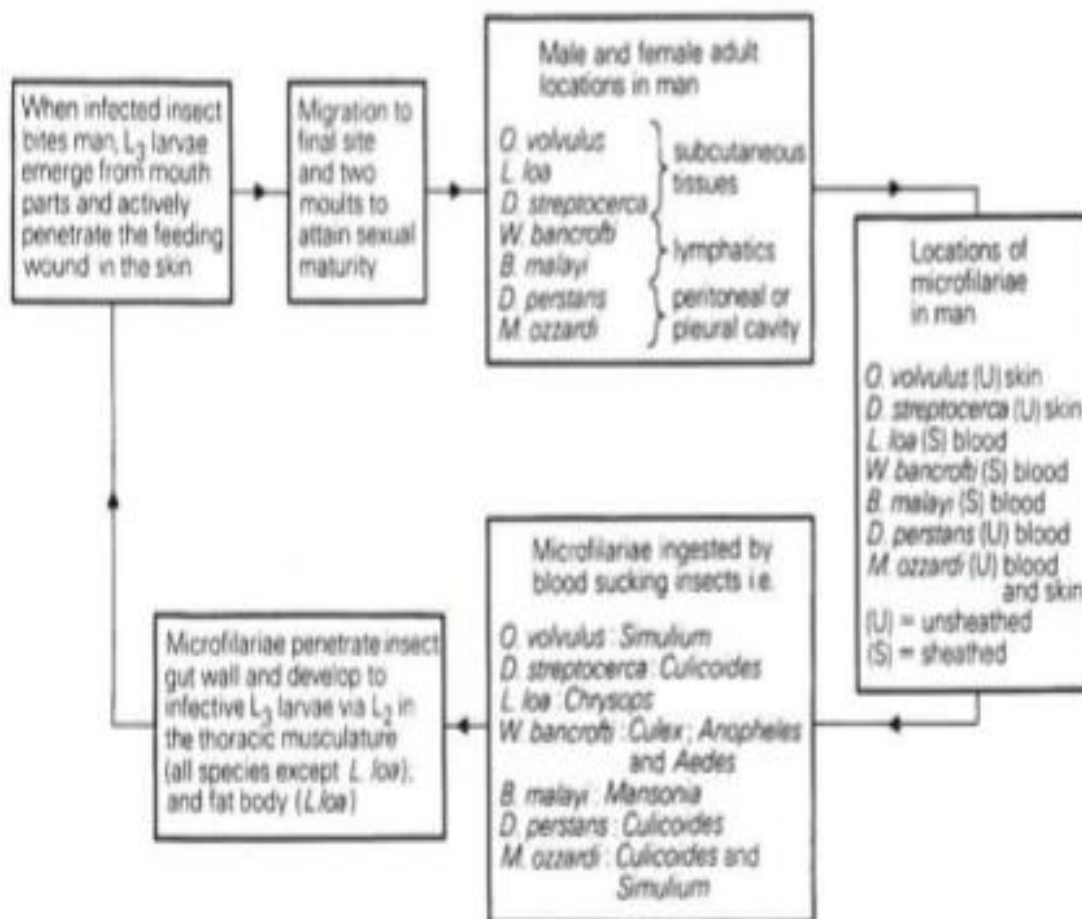 When infected insect
bites man, L3 larvae
emerge from mouth
parts and actively
penetrate the feeding
wound in the skin
Migration to
final site
and two
moults to
attain sexual
maturity
Male and female adult
locations in man
O. volvulus
L. loa
D. streptocerca
subcutaneous
tissues
W. bancrofti
B. malayi
lymphatics
D. perstans
M. ozzardi
peritoneal or
pleural cavity
Locations of
microfilariae
in man
O. volvulus (U) skin
D. streptocerca (U) skin
L. loa (S) blood
W. bancrofti (S) blood
B. malayi (S) blood
D. perstans (U) blood
M. ozzardi (U) blood
and skin
(U) = unsheathed
(S) = sheathed
Microfilariae ingested by
blood sucking insects i.e.
O. volvulus : Simulium
D. streptocerca : Culicoides
L. loa : Chrysops
W. bancrofti : Culex ; Anopheles
and Aedes
B. malayi : Mansonia
D. perstans : Culicoides
M. ozzardi : Culicoides and
Simulium
Microfilariae penetrate insect
gut wall and develop to
infective L3 larvae via L2 in
the thoracic musculature
(all species except L. loa);
and fat body (L.loa)